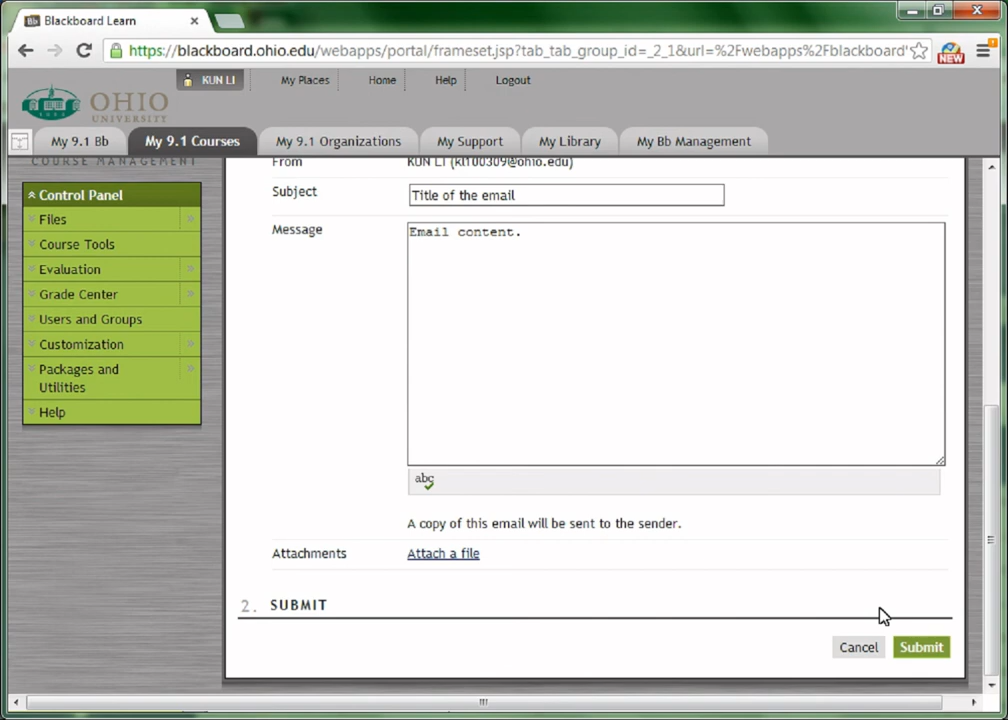 Blackboard Learn
https://blackboard.ohio.edu/webapps/portal/frameset.jsp?tab_tab_group_id=_2_1&url=%2Fwebapps%2Fblackboard'
NEW
KUN LI My Places Home Help Logout
OHIO
UNIVERSITY
My 9.1 Bb My 9.1 Courses My 9.1 Organizations My Support My Library My Bb Management
COURSE MANAGEMENT
Control Panel
Files
Course Tools
Evaluation
Grade Center
Users and Groups
Customization
Packages and
Utilities
Help
From KUN LI (kl100309@ohio.edu)
Subject Title of the email
Message Email content.
abc
A copy of this email will be sent to the sender.
Attachments Attach a file
2. SUBMIT
Cancel Submit